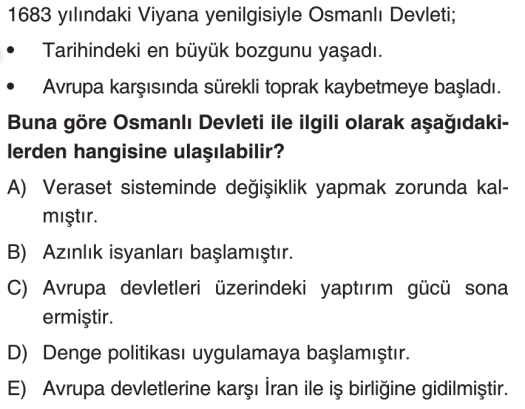 1683 yılındaki Viyana yenilgisiyle Osmanlı Devleti;
• Tarihindeki en büyük bozgunu yaşadı.
• Avrupa karşısında sürekli toprak kaybetmeye başladı.
Buna göre Osmanlı Devleti ile ilgili olarak aşağıdaki-
lerden hangisine ulaşılabilir?
A) Veraset sisteminde değişiklik yapmak zorunda kal-
mıştır.
B) Azınlık isyanları başlamıştır.
C) Avrupa devletleri üzerindeki yaptırım gücü sona
ermiştir.
D) Denge politikası uygulamaya başlamıştır.
E) Avrupa devletlerine karşı İran ile iş birliğine gidilmiştir.